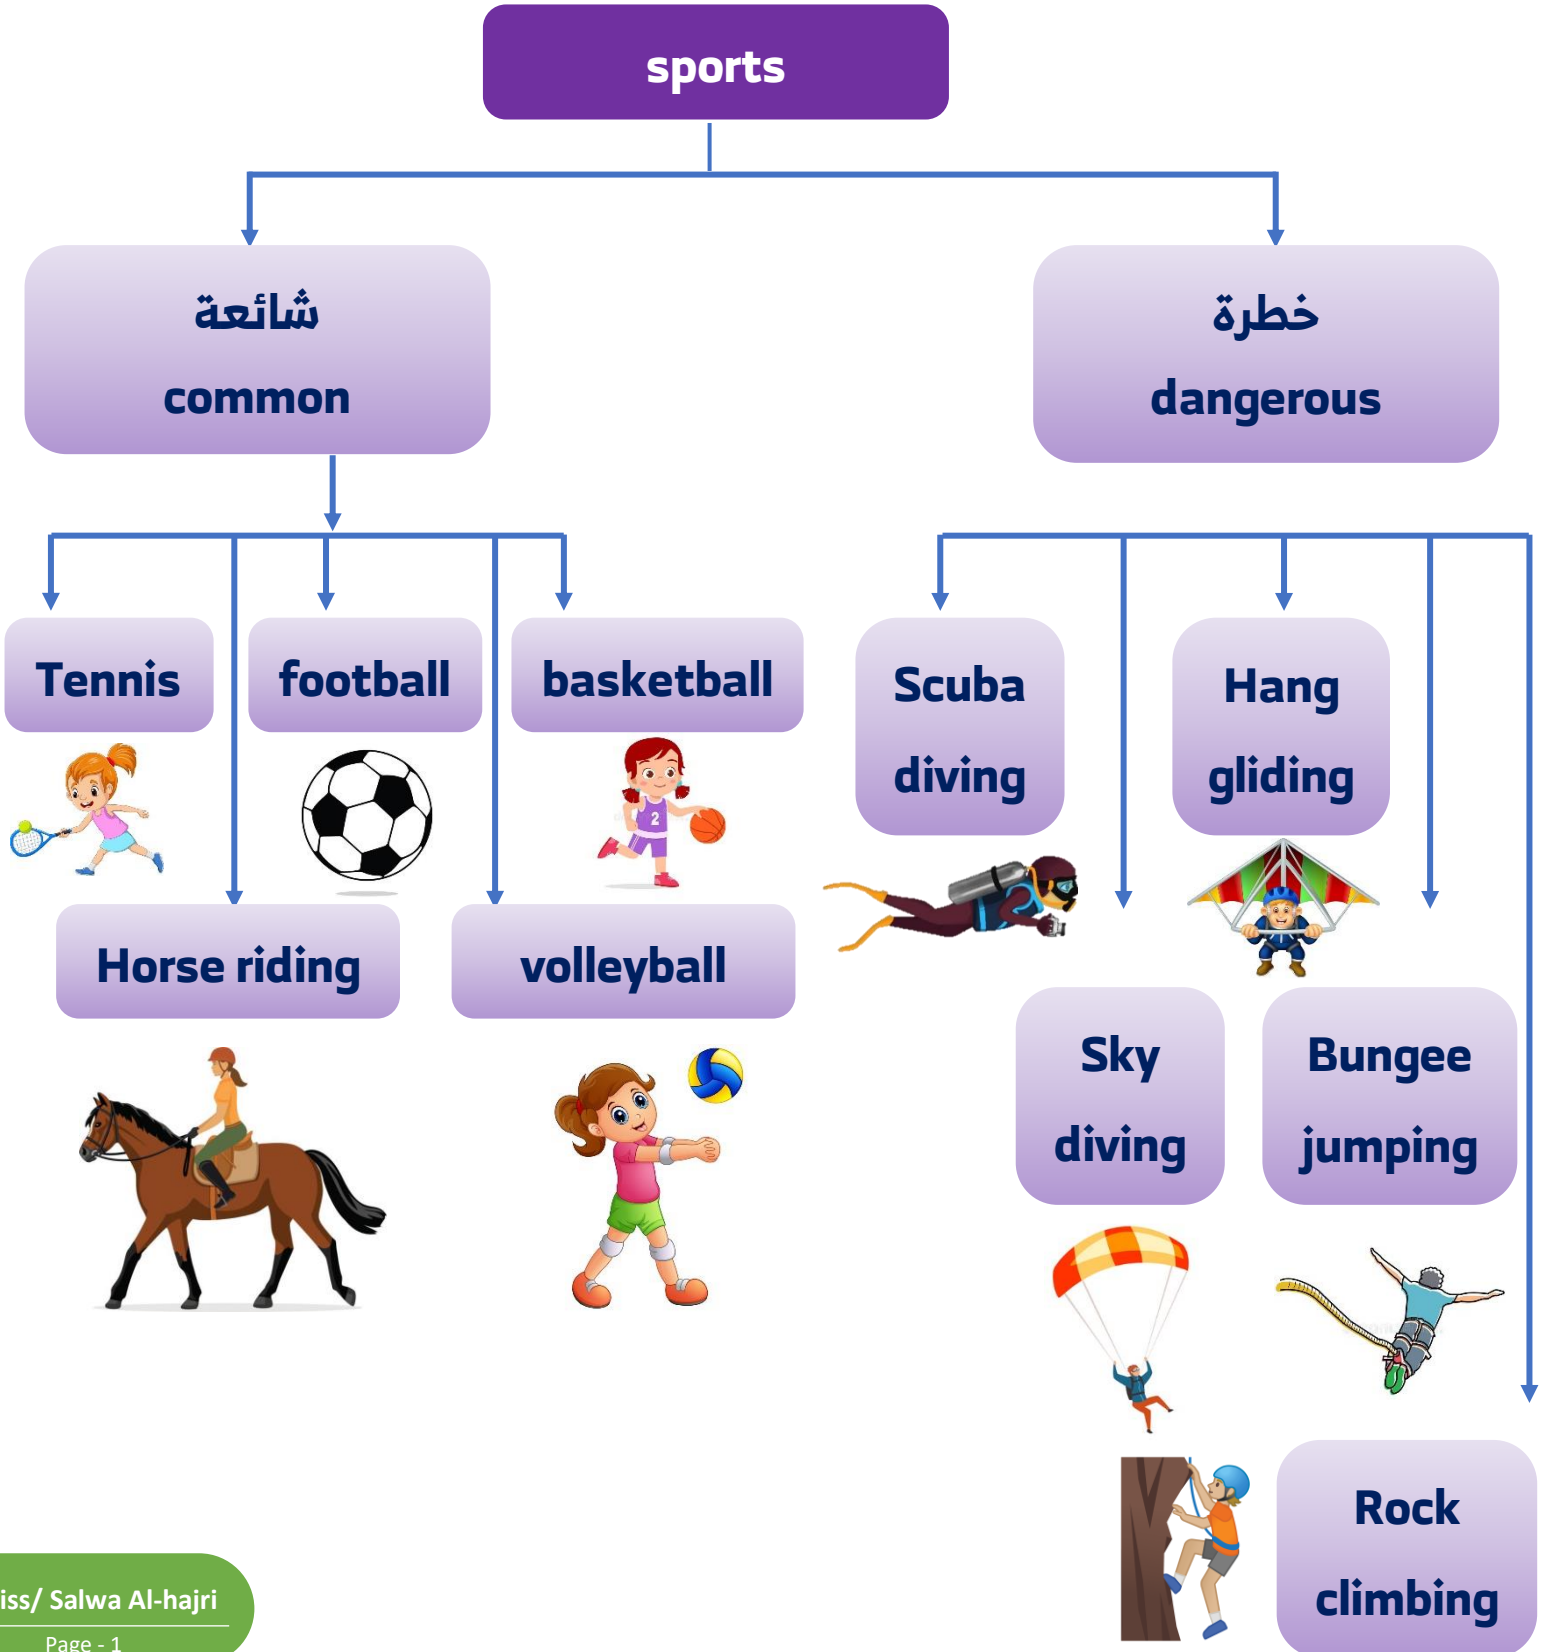 sports
شائعة
common
خطرة
dangerous
Tennis
football
basketball
Horse riding
volleyball
Scuba
diving
Hang
gliding
Sky
diving
Bungee
jumping
Rock
climbing
2
iss/ Salwa Al-hajri
Page - 1